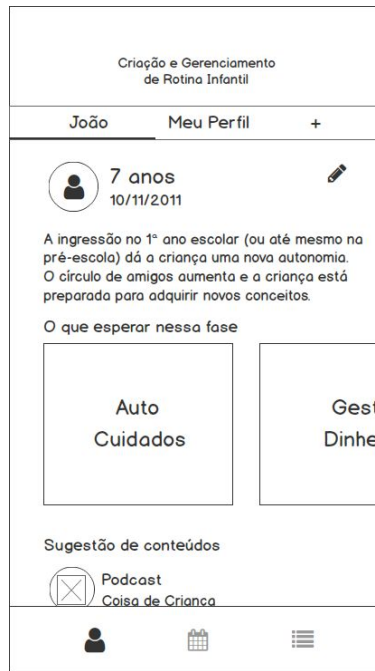 Criação e Gerenciamento
de Rotina Infantil
João Meu Perfil +
7 anos
10/11/2011
A ingressão no 1º ano escolar (ou até mesmo na
pré-escola) dá a criança uma nova autonomia.
O círculo de amigos aumenta e a criança está
preparada para adquirir novos conceitos.
O que esperar nessa fase
Auto
Cuidados
Gest
Dinhe
Sugestão de conteúdos
Podcast
Coisa de Criança